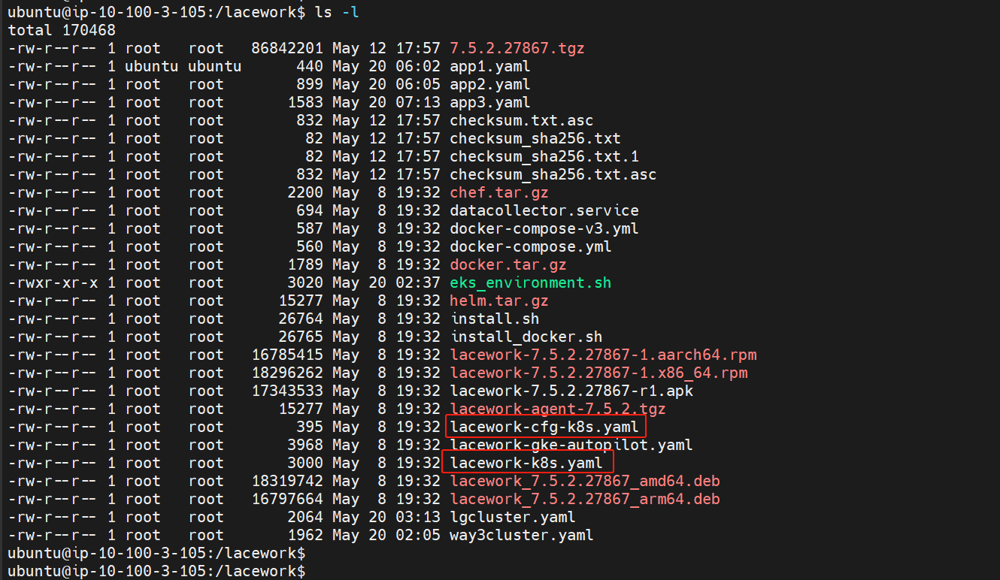 ubuntu@ip-10-100-3-105:/lacework$ ls -l
total 170468
-rw-r--r-- 1 root   root   86842201 May 12 17:57 7.5.2.27867.tgz
-rw-r--r-- 1 ubuntu ubuntu      440 May 20 06:02 app1.yaml
-rw-r--r-- 1 root   root        899 May 20 06:05 app2.yaml
-rw-r--r-- 1 root   root       1583 May 20 07:13 app3.yaml
-rw-r--r-- 1 root   root        832 May 12 17:57 checksum.txt.asc
-rw-r--r-- 1 root   root         82 May 12 17:57 checksum_sha256.txt
-rw-r--r-- 1 root   root         82 May 12 17:57 checksum_sha256.txt.1
-rw-r--r-- 1 root   root        832 May 12 17:57 checksum_sha256.txt.asc
-rw-r--r-- 1 root   root       2200 May  8 19:32 chef.tar.gz
-rw-r--r-- 1 root   root        694 May  8 19:32 datacollector.service
-rw-r--r-- 1 root   root        587 May  8 19:32 docker-compose-v3.yml
-rw-r--r-- 1 root   root        560 May  8 19:32 docker-compose.yml
-rw-r--r-- 1 root   root       1789 May  8 19:32 docker.tar.gz
-rwxr-xr-x 1 root   root       3020 May 20 02:37 eks_environment.sh
-rw-r--r-- 1 root   root      15277 May  8 19:32 helm.tar.gz
-rw-r--r-- 1 root   root      26764 May  8 19:32 install.sh
-rw-r--r-- 1 root   root      26765 May  8 19:32 install_docker.sh
-rw-r--r-- 1 root   root   16785415 May  8 19:32 lacework-7.5.2.27867-1.aarch64.rpm
-rw-r--r-- 1 root   root   18296262 May  8 19:32 lacework-7.5.2.27867-1.x86_64.rpm
-rw-r--r-- 1 root   root   17343533 May  8 19:32 lacework-7.5.2.27867-r1.apk
-rw-r--r-- 1 root   root      15277 May  8 19:32 lacework-agent-7.5.2.tgz
-rw-r--r-- 1 root   root        395 May  8 19:32 lacework-cfg-k8s.yaml
-rw-r--r-- 1 root   root       3968 May  8 19:32 lacework-gke-autopilot.yaml
-rw-r--r-- 1 root   root       3000 May  8 19:32 lacework-k8s.yaml
-rw-r--r-- 1 root   root   18319742 May  8 19:32 lacework_7.5.2.27867_amd64.deb
-rw-r--r-- 1 root   root   16797664 May  8 19:32 lacework_7.5.2.27867_arm64.deb
-rw-r--r-- 1 root   root       2064 May 20 03:13 lgcluster.yaml
-rw-r--r-- 1 root   root       1962 May 20 02:05 way3cluster.yaml
ubuntu@ip-10-100-3-105:/lacework$
ubuntu@ip-10-100-3-105:/lacework$